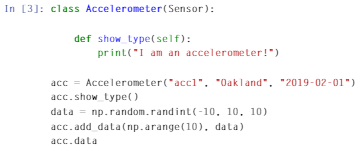 In [3]: class Accelerometer(Sensor):
def show_type(self):
print("I am an accelerometer!")
acc = Accelerometer("acc1", "Oakland", "2019-02-01")
acc.show_type()
data = np.random.randint(-10, 10, 10)
acc.add_data(np.arange(10), data)
acc.data